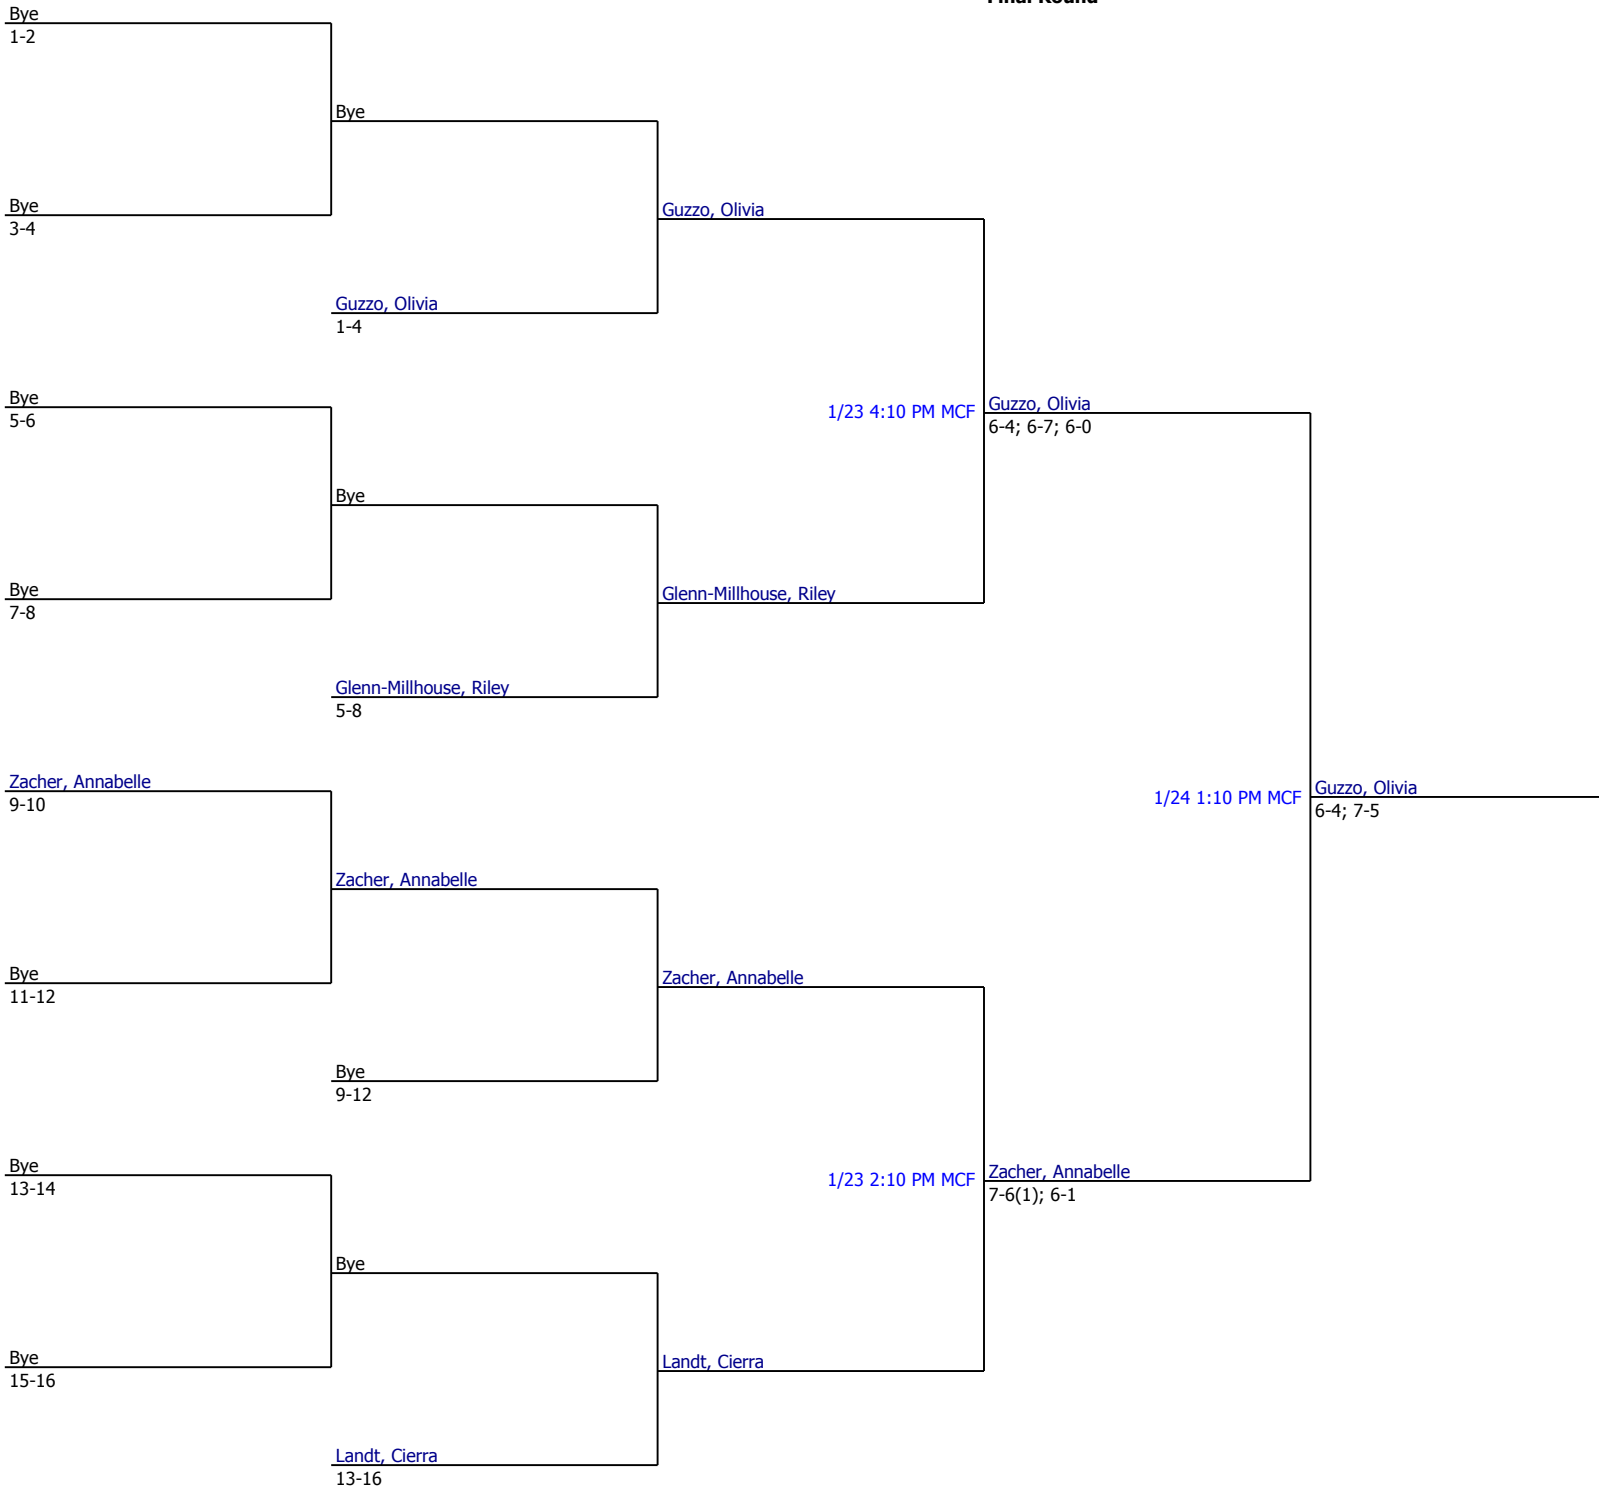 Final Round
Bye
1-2
Bye
Bye
3-4
Guzzo, Olivia
Guzzo, Olivia
1-4
Bye
5-6
1/23 4:10 PM MCF
Guzzo, Olivia
6-4; 6-7; 6-0
Bye
Bye
7-8
Glenn-Millhouse, Riley
Glenn-Millhouse, Riley
5-8
Zacher, Annabelle
9-10
1/24 1:10 PM MCF
Guzzo, Olivia
6-4; 7-5
Zacher, Annabelle
Bye
11-12
Zacher, Annabelle
Bye
9-12
Bye
13-14
1/23 2:10 PM MCF
Zacher, Annabelle
7-6(1); 6-1
Bye
Bye
15-16
Landt, Cierra
Landt, Cierra
13-16